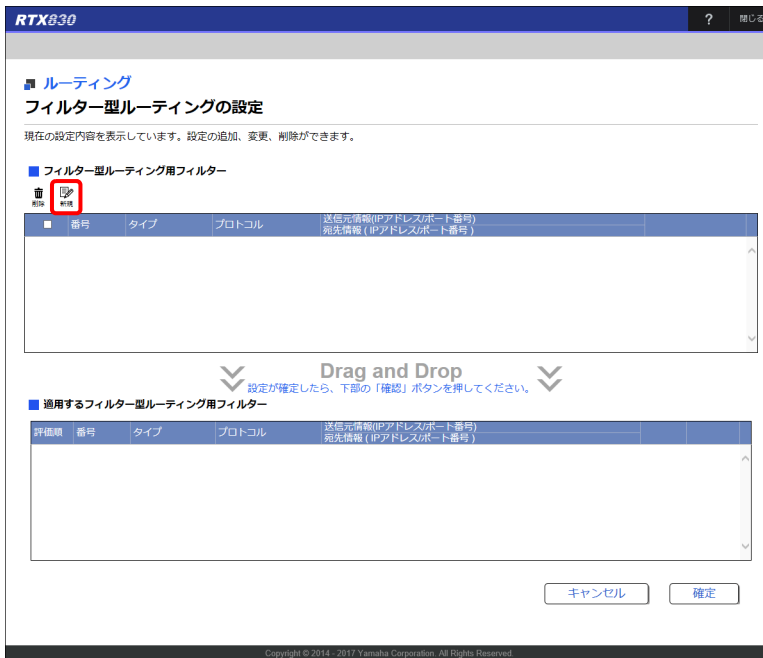 RTX830
? 閉じる
ルーティング
フィルター型ルーティングの設定
現在の設定内容を表示しています。設定の追加、変更、削除ができます。
フィルター型ルーティング用フィルター
削除 新規
番号 タイプ プロトコル 送信元情報(IPアドレス/ポート番号)
宛先情報 ( IPアドレス/ポート番号 )
Drag and Drop
設定が確定したら、下部の「確認」ボタンを押してください。
適用するフィルター型ルーティング用フィルター
評価順 番号 タイプ プロトコル 送信元情報(IPアドレス/ポート番号)
宛先情報 ( IPアドレス/ポート番号 )
キャンセル 確定
Copyright © 2014 - 2017 Yamaha Corporation. All Rights Reserved.